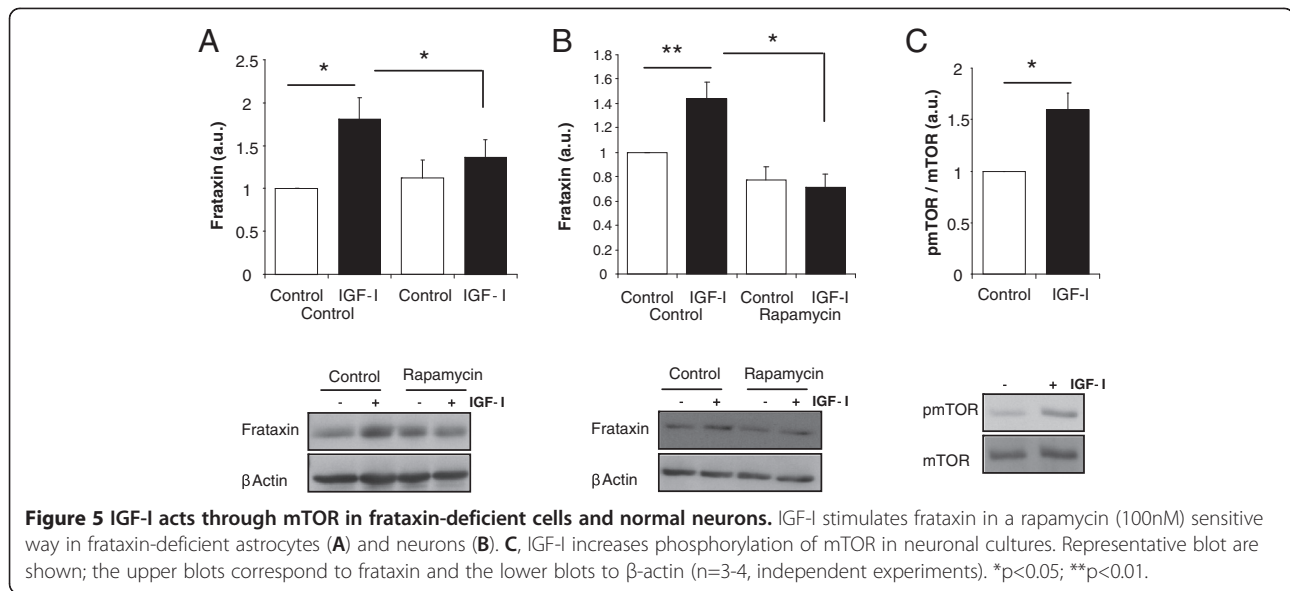 A
B
C
*
*
**
*
*
Frataxin (a.u.)
2.5
2
1.5
1
0.5
0
Control IGF-I Control IGF-I
Control
Frataxin (a.u.)
1.8
1.6
1.4
1.2
1
0.8
0.6
0.4
0.2
0
Control IGF-I Control IGF-I
Control Rapamycin
pmTOR / mTOR (a.u.)
2
1.5
1
0.5
0
Control IGF-I
Control Rapamycin
- + - + IGF-I
Frataxin
βActin
Control Rapamycin
- + - + IGF-I
Frataxin
βActin
- + IGF-I
pmTOR
mTOR
Figure 5 IGF-I acts through mTOR in frataxin-deficient cells and normal neurons. IGF-I stimulates frataxin in a rapamycin (100nM) sensitive
way in frataxin-deficient astrocytes (A) and neurons (B). C, IGF-I increases phosphorylation of mTOR in neuronal cultures. Representative blot are
shown; the upper blots correspond to frataxin and the lower blots to β-actin (n=3-4, independent experiments). *p<0.05; **p<0.01.